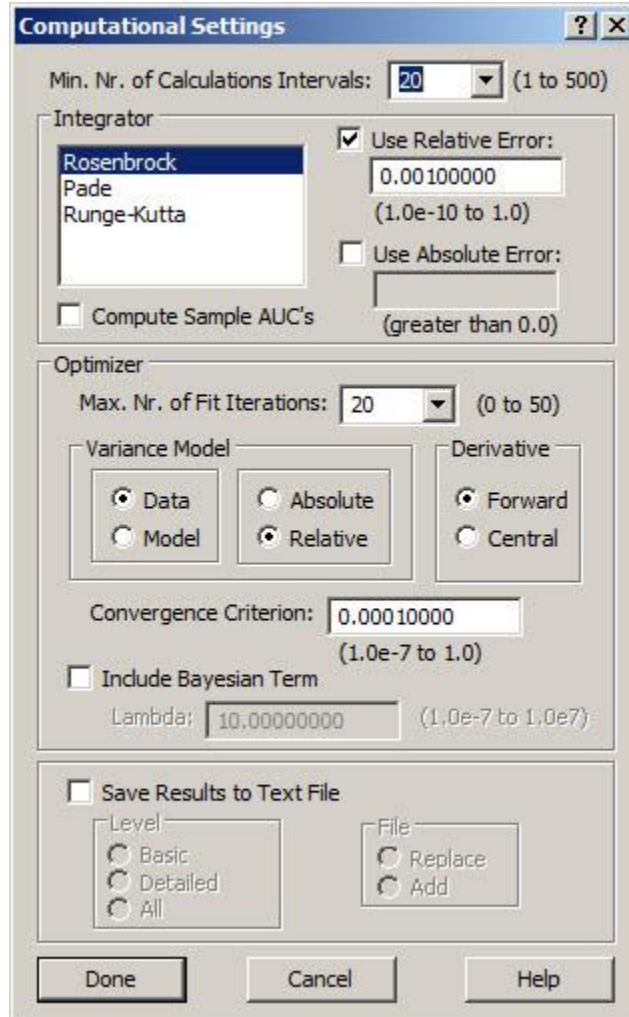 Computational Settings
Min. Nr. of Calculations Intervals: 20 (1 to 500)
Integrator
Rosenbrock
Pade
Runge-Kutta
Use Relative Error:
0.00100000
(1.0e-10 to 1.0)
Use Absolute Error:
(greater than 0.0)
Compute Sample AUC's
Optimizer
Max. Nr. of Fit Iterations: 20 (0 to 50)
Variance Model
Data
Model
Absolute
Relative
Derivative
Forward
Central
Convergence Criterion: 0.00010000
(1.0e-7 to 1.0)
Include Bayesian Term
Lambda: 10.00000000 (1.0e-7 to 1.0e7)
Save Results to Text File
Level
Basic
Detailed
All
File
Replace
Add
Done Cancel Help